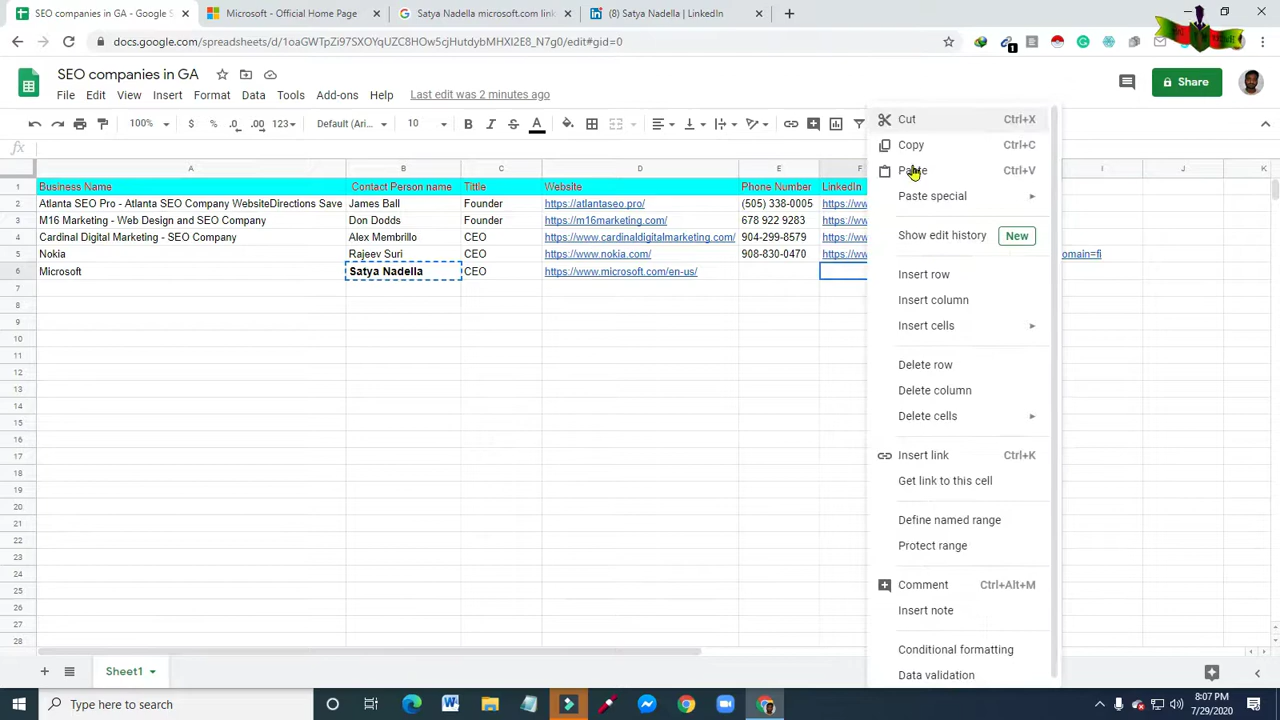 SEO companies in GA - Google S
Microsoft - Official Home Page
Satya Nadella microsoft.com link
(8) Satya Nadella | LinkedIn
SEO companies in GA
File Edit View Insert Format Data Tools Add-ons Help Last edit was 2 minutes ago
Share
100% $ % .0 .00 123 Default (Ari... 10 B I S A
fx
A B C D E F I J K
1 Business Name Contact Person name Tittle Website Phone Number LinkedIn
2 Atlanta SEO Pro - Atlanta SEO Company WebsiteDirections Save James Ball Founder https://atlantaseo.pro/ (505) 338-0005 https://ww
3 M16 Marketing - Web Design and SEO Company Don Dodds Founder https://m16marketing.com/ 678 922 9283 https://ww
4 Cardinal Digital Marketing - SEO Company Alex Membrillo CEO https://www.cardinaldigitalmarketing.com/ 904-299-8579 https://ww
5 Nokia Rajeev Suri CEO https://www.nokia.com/ 908-830-0470 https://ww omain=fi
6 Microsoft Satya Nadella CEO https://www.microsoft.com/en-us/
7
8
9
10
11
12
13
14
15
16
17
18
19
20
21
22
23
24
25
26
27
28
Cut Ctrl+X
Copy Ctrl+C
Paste Ctrl+V
Paste special
Show edit history New
Insert row
Insert column
Insert cells
Delete row
Delete column
Delete cells
Insert link Ctrl+K
Get link to this cell
Define named range
Protect range
Comment Ctrl+Alt+M
Insert note
Conditional formatting
Data validation
Sheet1
Type here to search
8:07 PM
7/29/2020